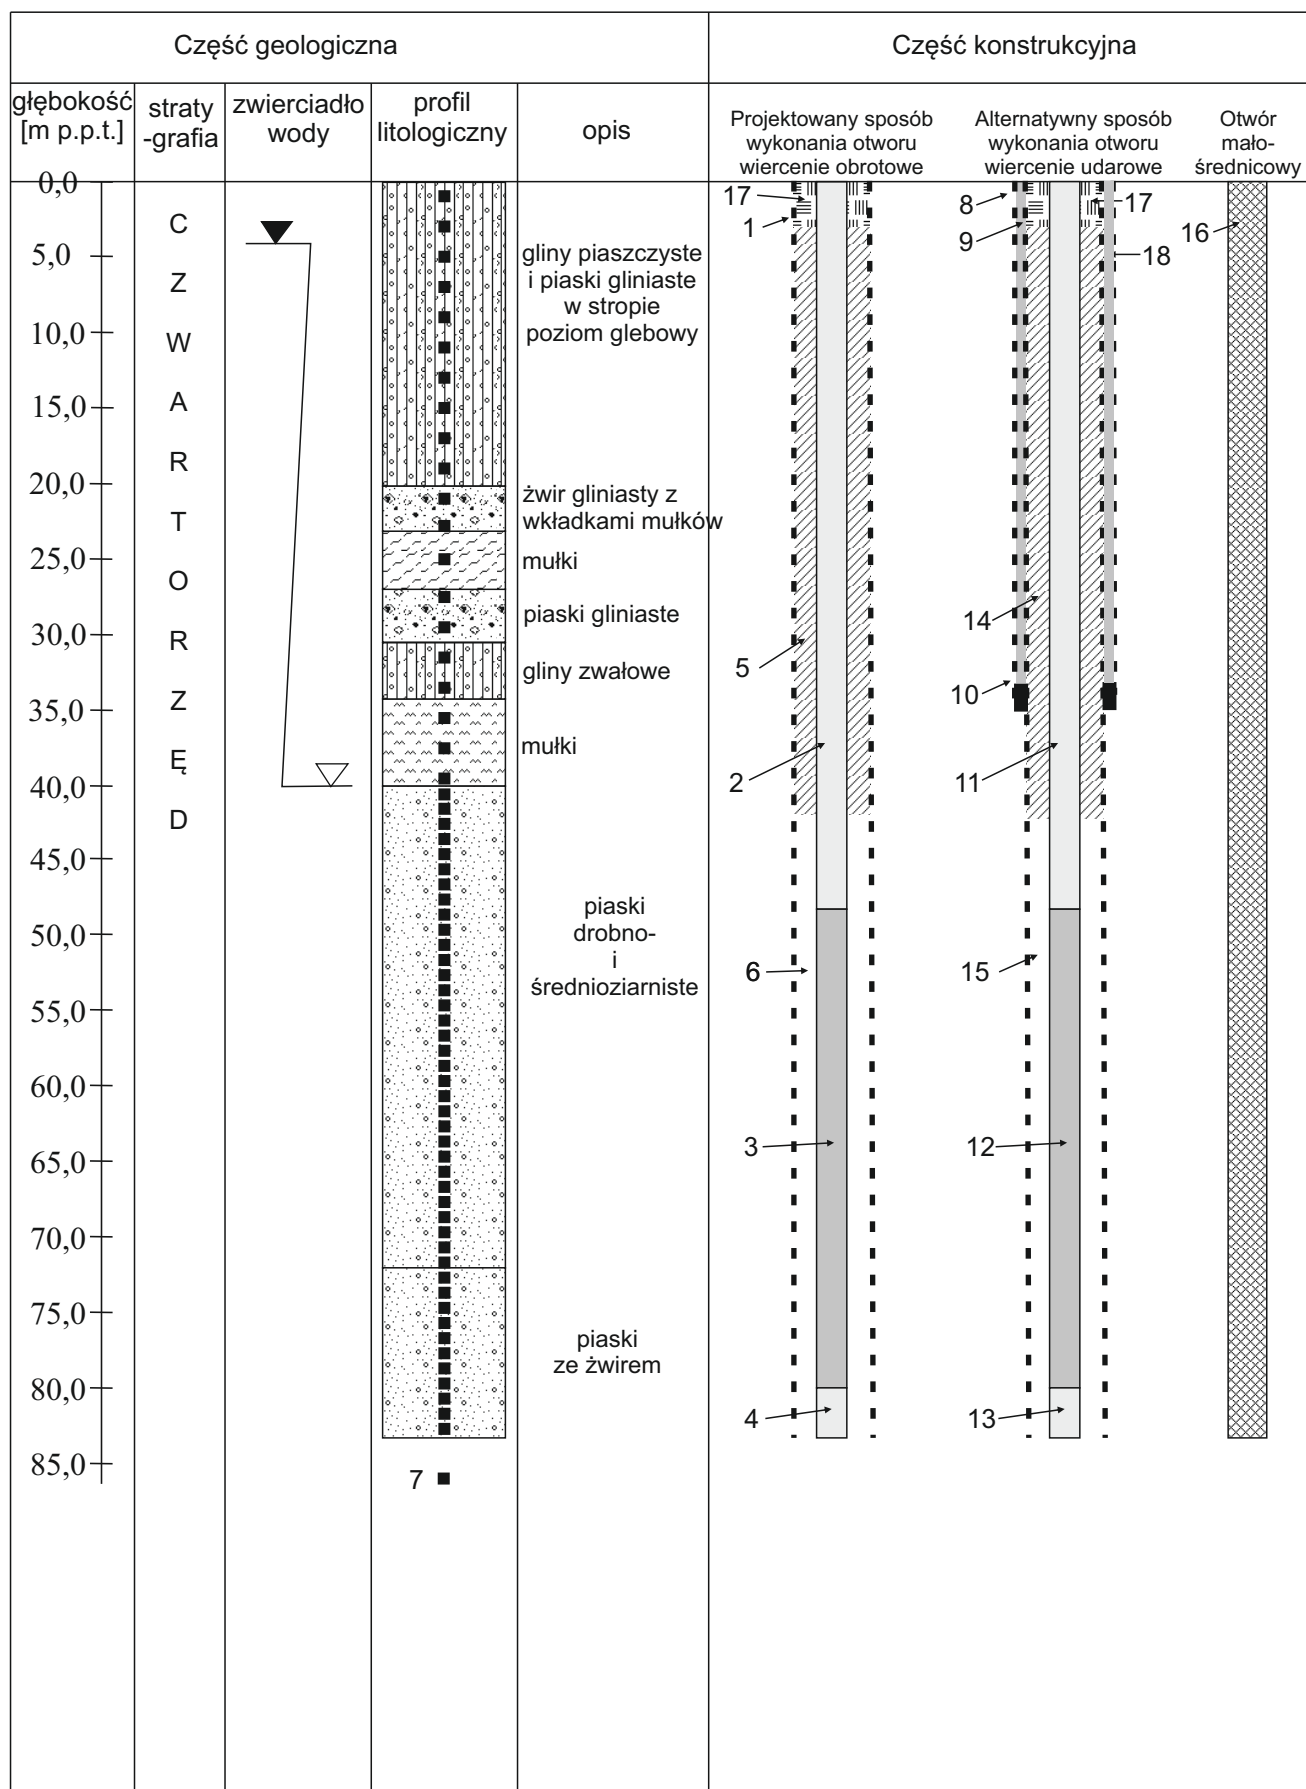 Część geologiczna
Część konstrukcyjna
głębokość
[m p.p.t.]
straty
-grafia
zwierciadło
wody
profil
litologiczny
opis
Projektowany sposób
wykonania otworu
wiercenie obrotowe
Alternatywny sposób
wykonania otworu
wiercenie udarowe
Otwór
mało-
średnicowy
0,0
5,0
10,0
15,0
20,0
25,0
30,0
35,0
40,0
45,0
50,0
55,0
60,0
65,0
70,0
75,0
80,0
85,0
C
Z
W
A
R
T
O
R
Z
Ę
D
gliny piaszczyste
i piaski gliniaste
w stropie
poziom glebowy
żwir gliniasty z
wkładkami mułków
mułki
piaski gliniaste
gliny zwałowe
mułki
piaski
drobno-
i
średnioziarniste
piaski
ze żwirem
7
17
1
5
2
6
3
4
8
17
9
18
14
10
11
15
12
13
16